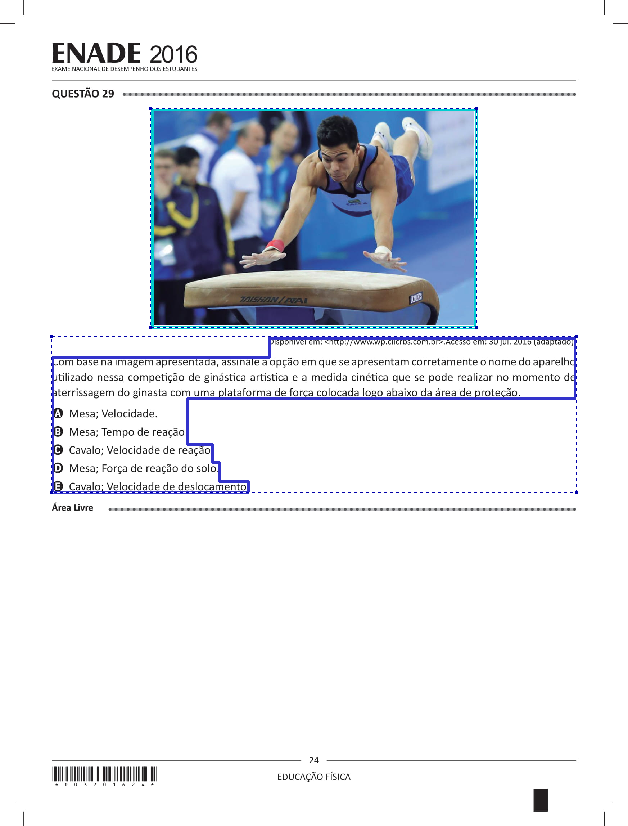 ENADE 2016
EXAME NACIONAL DE DESEMPENHO DOS ESTUDANTES
QUESTÃO 29
TAISHAN
Disponível em: <http://www.wp.clicrbs.com.br>. Acesso em: 30 jul. 2016 (adaptado).
Com base na imagem apresentada, assinale a opção em que se apresentam corretamente o nome do aparelho
utilizado nessa competição de ginástica artística e a medida cinética que se pode realizar no momento de
aterrissagem do ginasta com uma plataforma de força colocada logo abaixo da área de proteção.
A Mesa; Velocidade.
B Mesa; Tempo de reação.
C Cavalo; Velocidade de reação.
D Mesa; Força de reação do solo.
E Cavalo; Velocidade de deslocamento.
Área Livre
24
EDUCAÇÃO FÍSICA